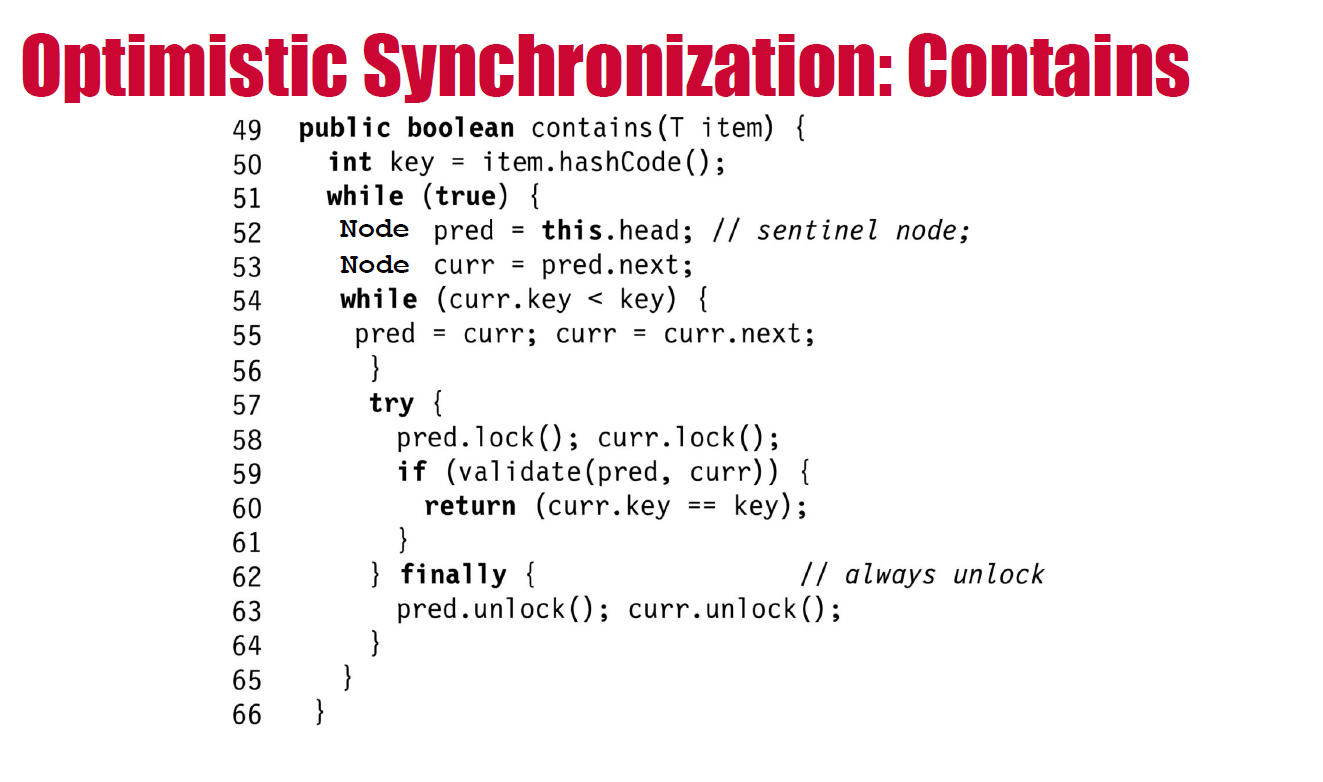 Optimistic Synchronization: Contains
49 public boolean contains(T item) {
50 int key = item.hashCode();
51 while (true) {
52 Node pred = this.head; // sentinel node;
53 Node curr = pred.next;
54 while (curr.key < key) {
55 pred = curr; curr = curr.next;
56 }
57 try {
58 pred.lock(); curr.lock();
59 if (validate(pred, curr)) {
60 return (curr.key == key);
61 }
62 } finally { // always unlock
63 pred.unlock(); curr.unlock();
64 }
65 }
66 }